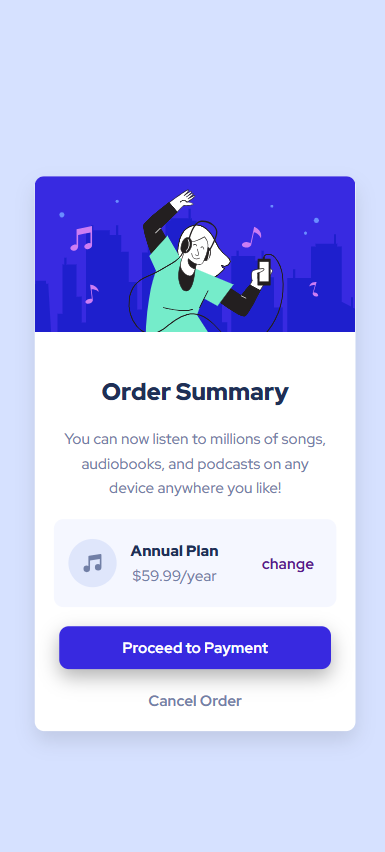 Order Summary
You can now listen to millions of songs,
audiobooks, and podcasts on any
device anywhere you like!
Annual Plan
$59.99/year
change
Proceed to Payment
Cancel Order